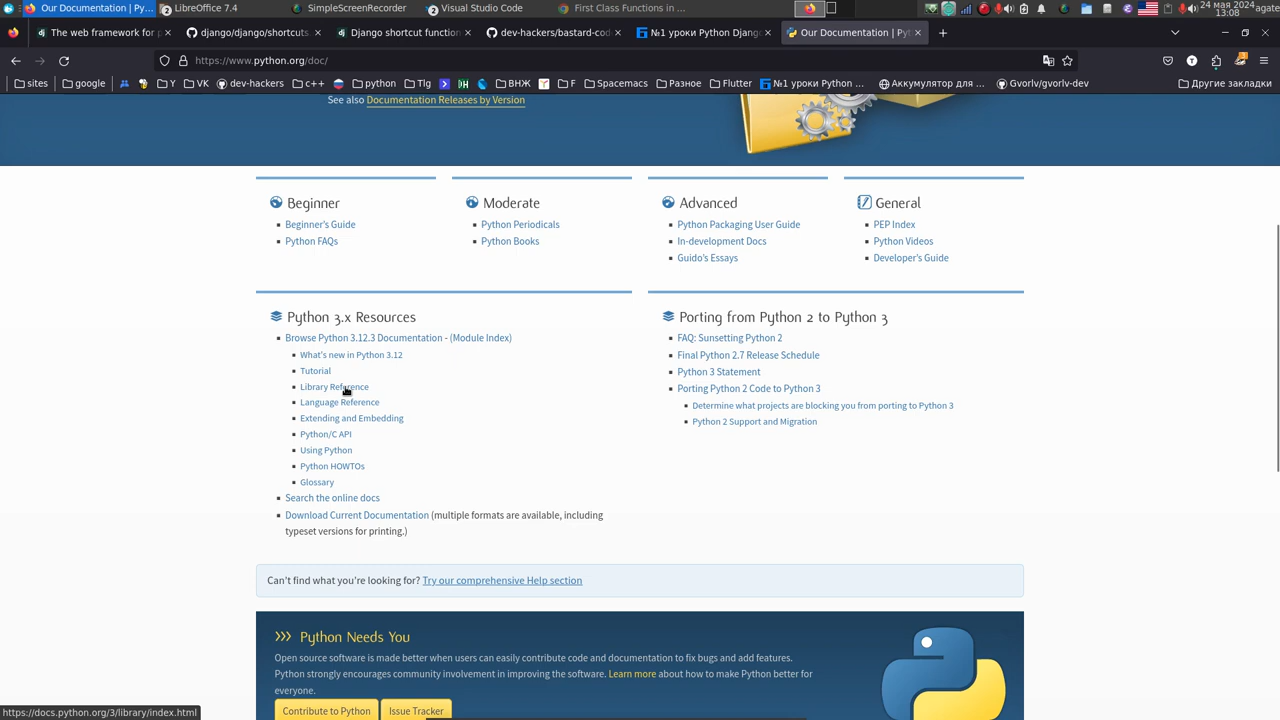 Our Documentation | Py…
LibreOffice 7.4
SimpleScreenRecorder
2 Visual Studio Code
First Class Functions in …
24 мая 2024
13:08
agate
The web framework for p
django/django/shortcuts.
Django shortcut function
dev-hackers/bastard-cod
№1 уроки Python Djang
Our Documentation | Pyt
https://www.python.org/doc/
sites
google
Y
VK
dev-hackers
c++
python
Tlg
ВНЖ
F
Spacemacs
Разное
Flutter
№1 уроки Python …
Аккумулятор для …
Gvorlv/gvorlv-dev
Другие закладки
See also Documentation Releases by Version
Beginner
Beginner's Guide
Python FAQs
Moderate
Python Periodicals
Python Books
Advanced
Python Packaging User Guide
In-development Docs
Guido's Essays
General
PEP Index
Python Videos
Developer's Guide
Python 3.x Resources
Browse Python 3.12.3 Documentation - (Module Index)
What's new in Python 3.12
Tutorial
Library Reference
Language Reference
Extending and Embedding
Python/C API
Using Python
Python HOWTOs
Glossary
Search the online docs
Download Current Documentation (multiple formats are available, including
typeset versions for printing.)
Porting from Python 2 to Python 3
FAQ: Sunsetting Python 2
Final Python 2.7 Release Schedule
Python 3 Statement
Porting Python 2 Code to Python 3
Determine what projects are blocking you from porting to Python 3
Python 2 Support and Migration
Can't find what you're looking for? Try our comprehensive Help section
>>> Python Needs You
Open source software is made better when users can easily contribute code and documentation to fix bugs and add features.
Python strongly encourages community involvement in improving the software. Learn more about how to make Python better for
everyone.
Contribute to Python
Issue Tracker
https://docs.python.org/3/library/index.html